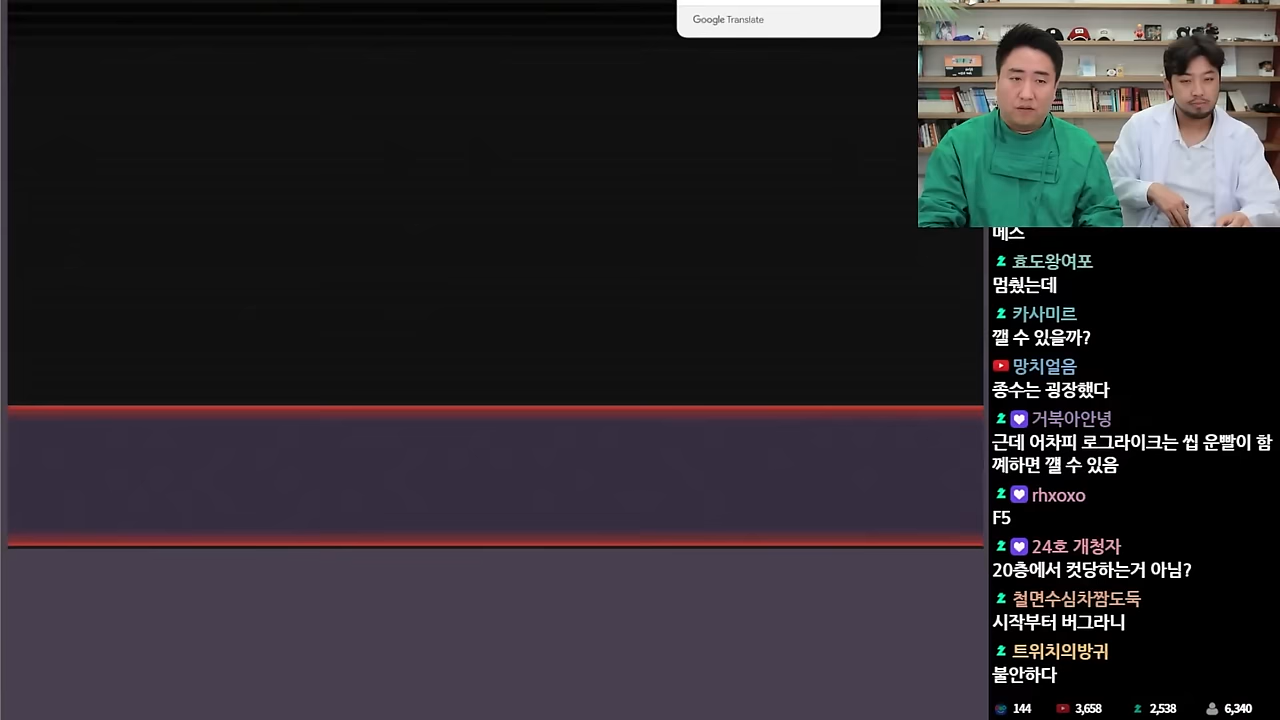 Google Translate
메즈
효도왕여포
멈췄는데
카사미르
깰 수 있을까?
망치얼음
종수는 굉장했다
거북아안녕
근데 어차피 로그라이크는 씹 운빨이 함
께하면 꺨 수 있음
rhxoxo
F5
24호 개청자
20층에서 컷당하는거 아님?
철면수심차짬도둑
시작부터 버그라니
트위치의방귀
불안하다
144 3,658 2,538 6,340